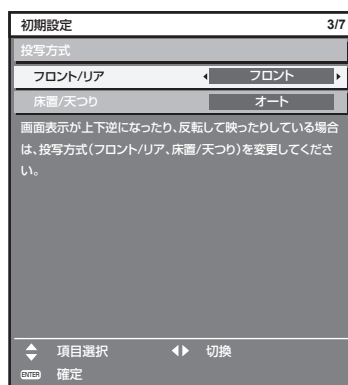 初期設定 3/7
投写方式
フロント/リア フロント
床置/天つり オート
画面表示が上下逆になったり、反転して映ったりしている場合
は、投写方式(フロント/リア、床置/天つり)を変更してくださ
い。
項目選択 切換
ENTER 確定